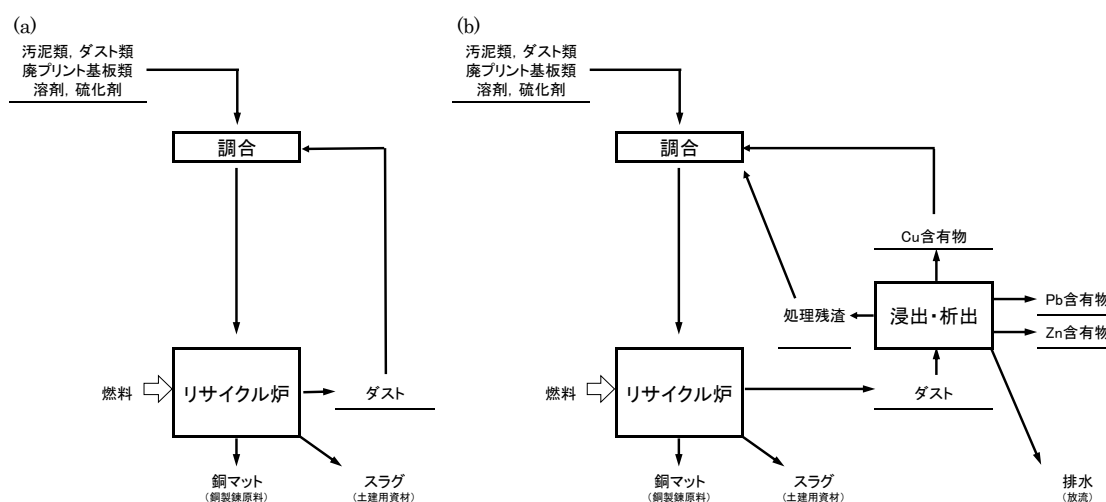 (a)
汚泥類, ダスト類
廃プリント基板類
溶剤, 硫化剤
調合
燃料
リサイクル炉
ダスト
銅マット
(銅製錬原料)
スラグ
(土建用資材)
(b)
汚泥類, ダスト類
廃プリント基板類
溶剤, 硫化剤
調合
Cu含有物
処理残渣
浸出・析出
Pb含有物
Zn含有物
燃料
リサイクル炉
ダスト
銅マット
(銅製錬原料)
スラグ
(土建用資材)
排水
(放流)